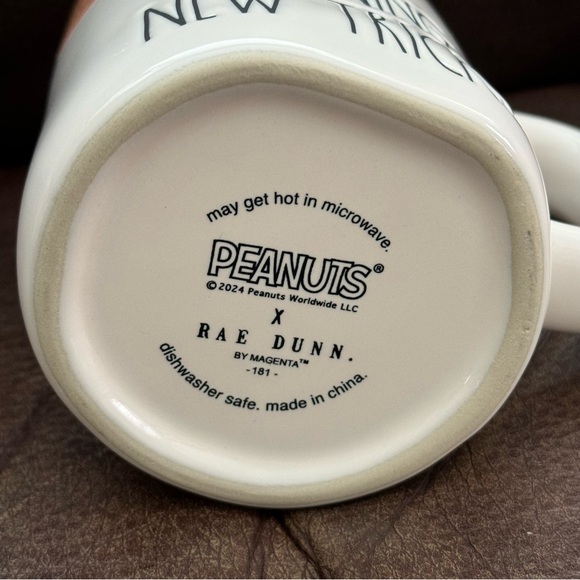 NEW TRICK
may get hot in microwave.
PEANUTS®
© 2024 Peanuts Worldwide LLC
X
RAE DUNN.
BY MAGENTA™
- 181 -
dishwasher safe. made in china.